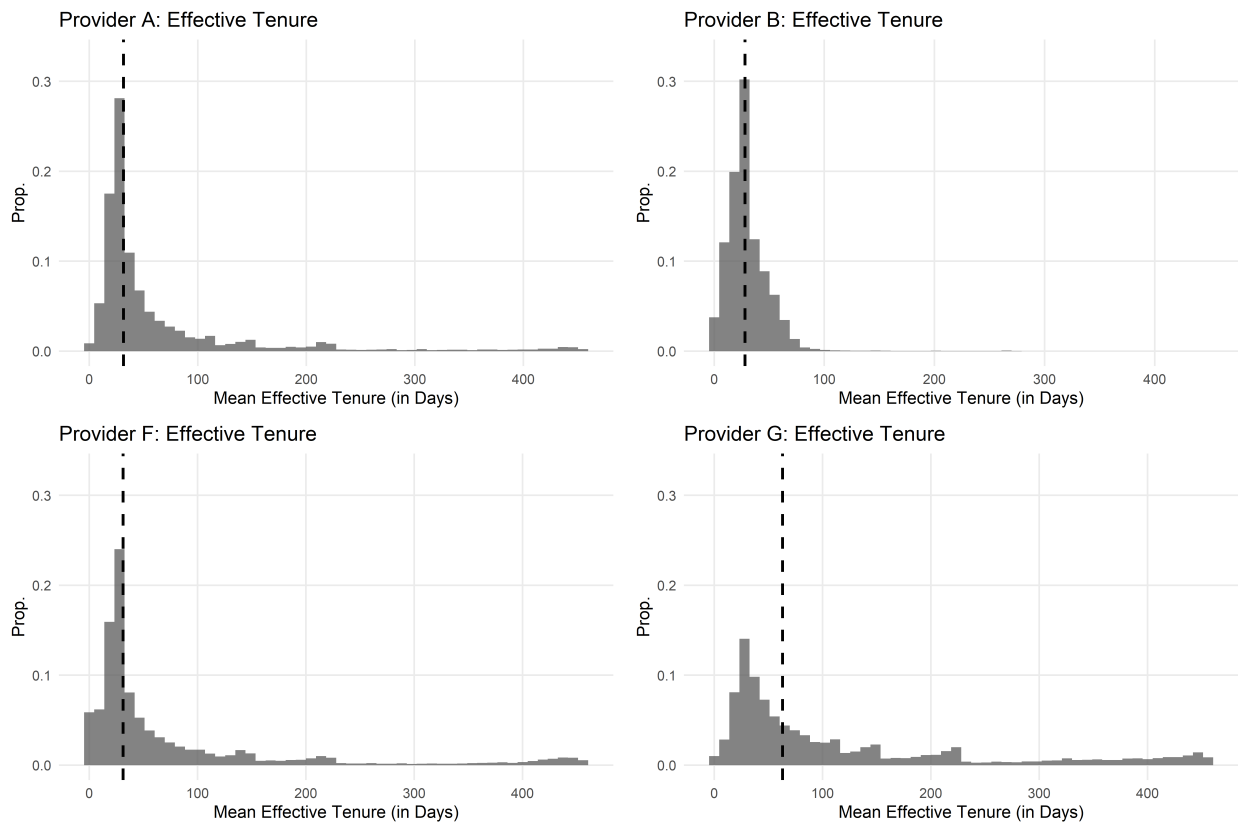 Provider A: Effective Tenure
Prop.
0.3
0.2
0.1
0.0
0 100 200 300 400
Mean Effective Tenure (in Days)
Provider B: Effective Tenure
Prop.
0.3
0.2
0.1
0.0
0 100 200 300 400
Mean Effective Tenure (in Days)
Provider F: Effective Tenure
Prop.
0.3
0.2
0.1
0.0
0 100 200 300 400
Mean Effective Tenure (in Days)
Provider G: Effective Tenure
Prop.
0.3
0.2
0.1
0.0
0 100 200 300 400
Mean Effective Tenure (in Days)